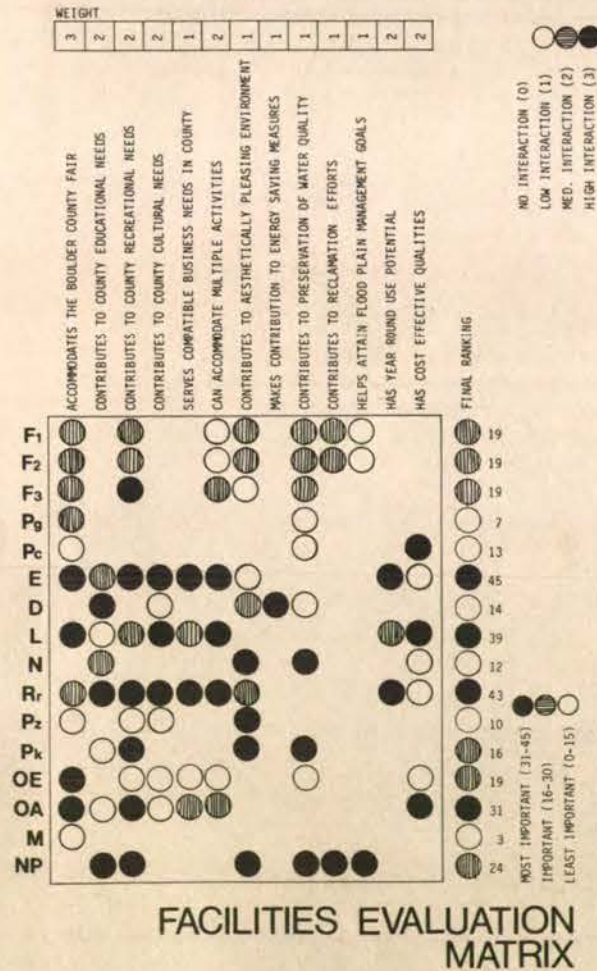 WEIGHT
3 2 2 2 1 2 1 1 1 1 1 2 2
ACCOMMODATES THE BOULDER COUNTY FAIR
CONTRIBUTES TO COUNTY EDUCATIONAL NEEDS
CONTRIBUTES TO COUNTY RECREATIONAL NEEDS
CONTRIBUTES TO COUNTY CULTURAL NEEDS
SERVES COMPATIBLE BUSINESS NEEDS IN COUNTY
CAN ACCOMMODATE MULTIPLE ACTIVITIES
CONTRIBUTES TO AESTHETICALLY PLEASING ENVIRONMENT
MAKES CONTRIBUTION TO ENERGY SAVING MEASURES
CONTRIBUTES TO PRESERVATION OF WATER QUALITY
CONTRIBUTES TO RECLAMATION EFFORTS
HELPS ATTAIN FLOOD PLAIN MANAGEMENT GOALS
HAS YEAR ROUND USE POTENTIAL
HAS COST EFFECTIVE QUALITIES
FINAL RANKING
NO INTERACTION (0)
LOW INTERACTION (1)
MED. INTERACTION (2)
HIGH INTERACTION (3)
F1 19
F2 19
F3 19
Pg 7
Pc 13
E 45
D 14
L 39
N 12
Rr 43
Pz 10
Pk 16
OE 19
OA 31
M 3
NP 24
MOST IMPORTANT (31-45)
IMPORTANT (16-30)
LEAST IMPORTANT (0-15)
FACILITIES EVALUATION
MATRIX